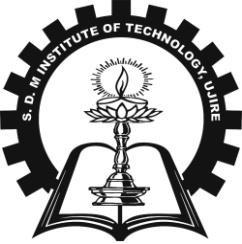 S. D. M INSTITUTE OF TECHNOLOGY, UJIRE